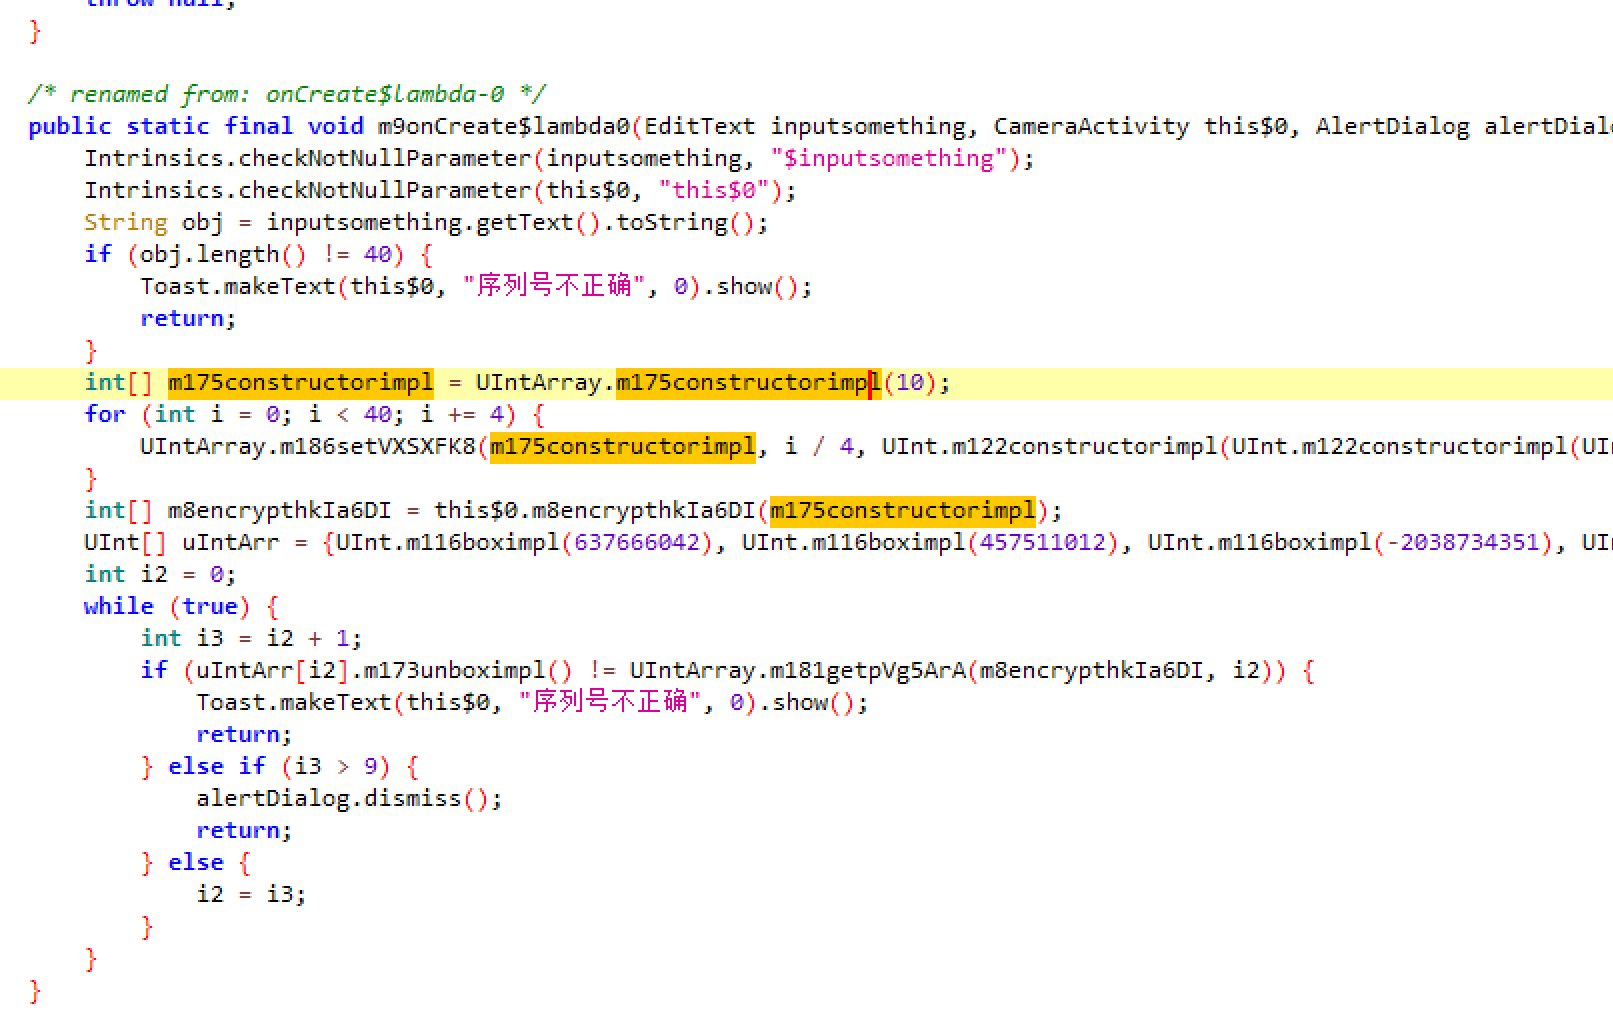 throw null;
}
/* renamed from: onCreate$lambda-0 */
public static final void m9onCreate$lambda0(EditText inputsomething, CameraActivity this$0, AlertDialog alertDialo
Intrinsics.checkNotNullParameter(inputsomething, "$inputsomething");
Intrinsics.checkNotNullParameter(this$0, "this$0");
String obj = inputsomething.getText().toString();
if (obj.length() != 40) {
Toast.makeText(this$0, "序列号不正确", 0).show();
return;
}
int[] m175constructorimpl = UIntArray.m175constructorimpl(10);
for (int i = 0; i < 40; i += 4) {
UIntArray.m186setVXSXFK8(m175constructorimpl, i / 4, UInt.m122constructorimpl(UInt.m122constructorimpl(UI
}
int[] m8encrypthkIa6DI = this$0.m8encrypthkIa6DI(m175constructorimpl);
UInt[] uIntArr = {UInt.m116boximpl(637666042), UInt.m116boximpl(457511012), UInt.m116boximpl(-2038734351), UI
int i2 = 0;
while (true) {
int i3 = i2 + 1;
if (uIntArr[i2].m173unboximpl() != UIntArray.m181getpVg5ArA(m8encrypthkIa6DI, i2)) {
Toast.makeText(this$0, "序列号不正确", 0).show();
return;
} else if (i3 > 9) {
alertDialog.dismiss();
return;
} else {
i2 = i3;
}
}
}